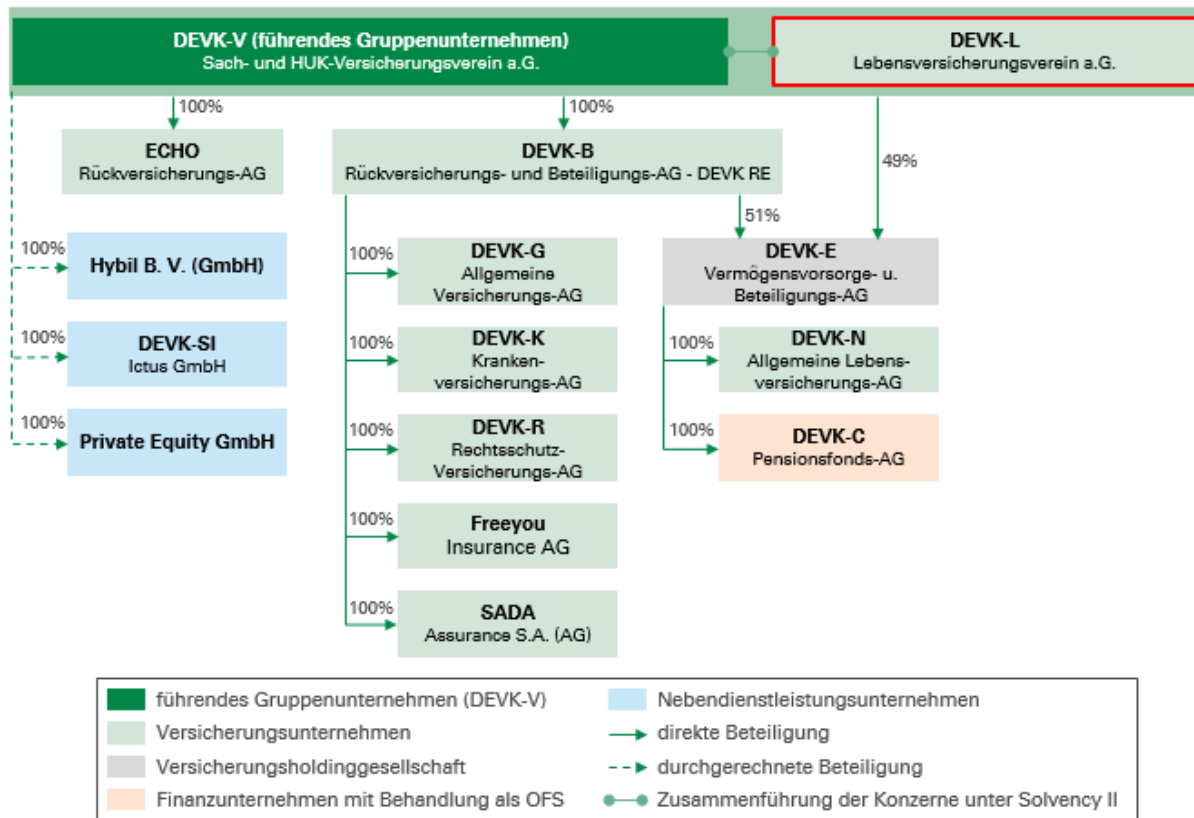 DEVK-V (führendes Gruppenunternehmen)
Sach- und HUK-Versicherungsverein a.G.
DEVK-L
Lebensversicherungsverein a.G.
100%
100%
49%
ECHO
Rückversicherungs-AG
DEVK-B
Rückversicherungs- und Beteiligungs-AG - DEVK RE
51%
100%
Hybil B. V. (GmbH)
100%
DEVK-SI
Ictus GmbH
100%
Private Equity GmbH
100%
DEVK-G
Allgemeine
Versicherungs-AG
100%
DEVK-K
Kranken-
versicherungs-AG
100%
DEVK-R
Rechtsschutz-
Versicherungs-AG
100%
Freeyou
Insurance AG
100%
SADA
Assurance S.A. (AG)
DEVK-E
Vermögensvorsorge- u.
Beteiligungs-AG
100%
DEVK-N
Allgemeine Lebens-
versicherungs-AG
100%
DEVK-C
Pensionsfonds-AG
führendes Gruppenunternehmen (DEVK-V)
Versicherungsunternehmen
Versicherungsholdinggesellschaft
Finanzunternehmen mit Behandlung als OFS
Nebendienstleistungsunternehmen
direkte Beteiligung
durchgerechnete Beteiligung
Zusammenführung der Konzerne unter Solvency II